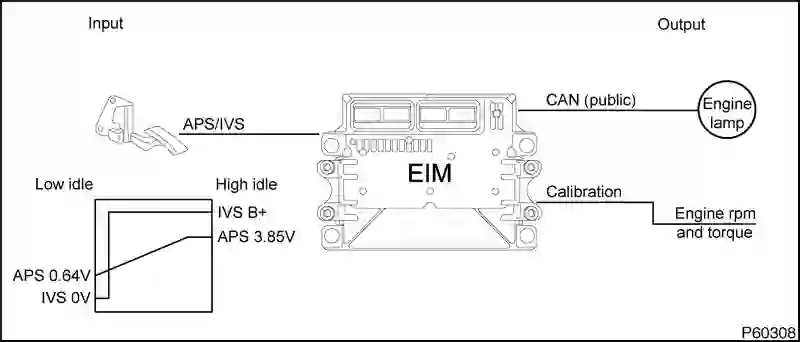 Input
Output
APS/IVS
EIM
CAN (public)
Engine
lamp
Calibration
Engine rpm
and torque
Low idle
High idle
IVS B+
APS 3.85V
APS 0.64V
IVS 0V
P60308